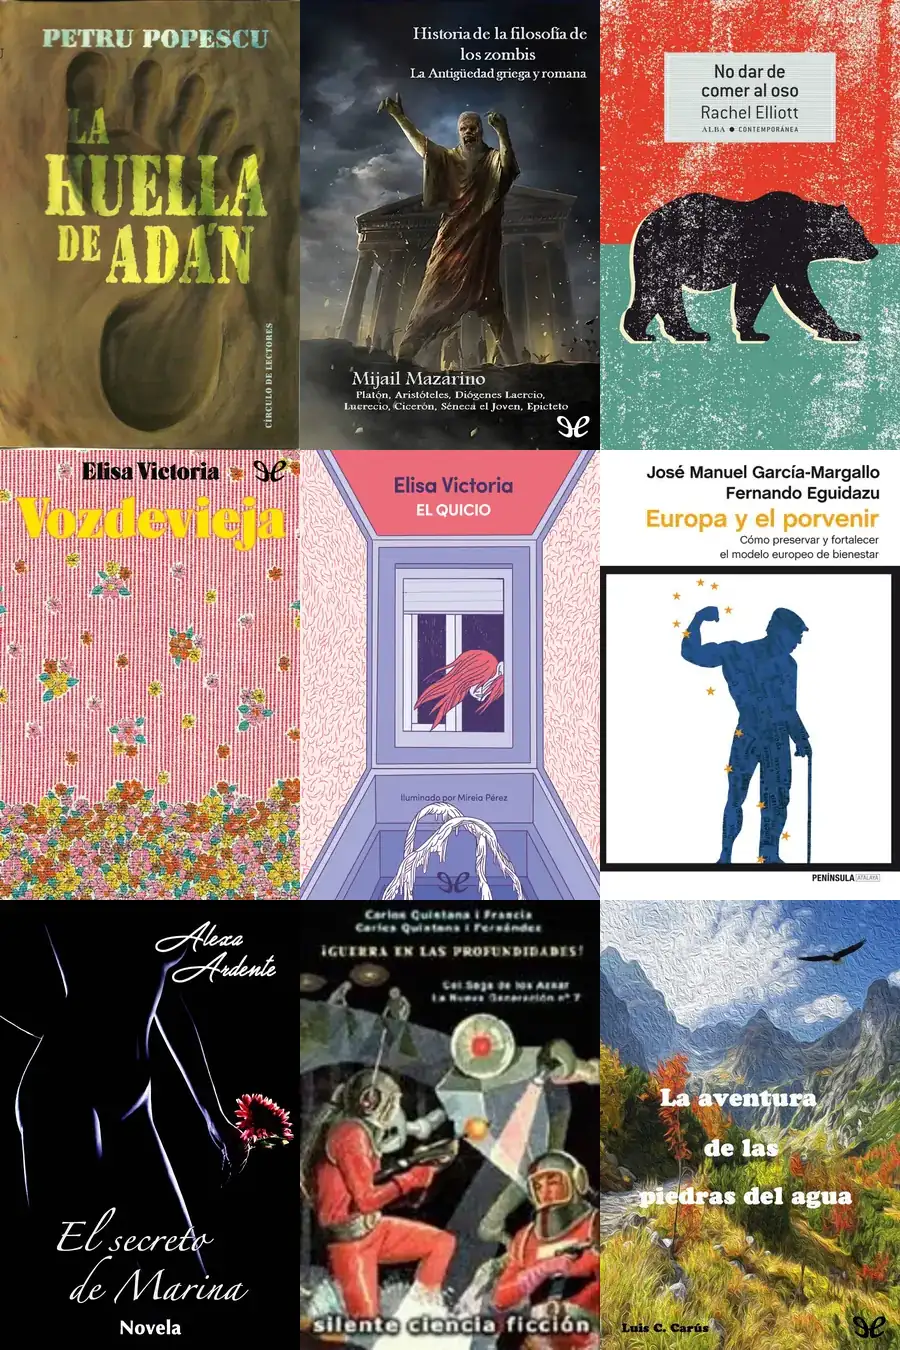 PETRU POPESCU
LA
HUELLA
DE ADÁN
CÍRCULO DE LECTORES
Historia de la filosofía de
los zombis
La Antigüedad griega y romana
Mijail Mazarino
Platón, Aristóteles, Diógenes Laercio,
Lucrecio, Cicerón, Séneca el Joven, Epicteto
No dar de
comer al oso
Rachel Elliott
ALBA ● CONTEMPORÁNEA
Elisa Victoria
Vozdevieja
Elisa Victoria
EL QUICIO
Iluminado por Mireia Pérez
José Manuel García-Margallo
Fernando Eguidazu
Europa y el porvenir
Cómo preservar y fortalecer
el modelo europeo de bienestar
PENÍNSULA ATALAYA
Alexa
Ardente
El secreto
de Marina
Novela
Carlos Quintana i Francia
Carlos Quintana i Fernández
¡GUERRA EN LAS PROFUNDIDADES!
Col. Saga de los Aznar
La Nueva Generación nº 7
silente ciencia ficción
La aventura
de las
piedras del agua
Luis C. Carús